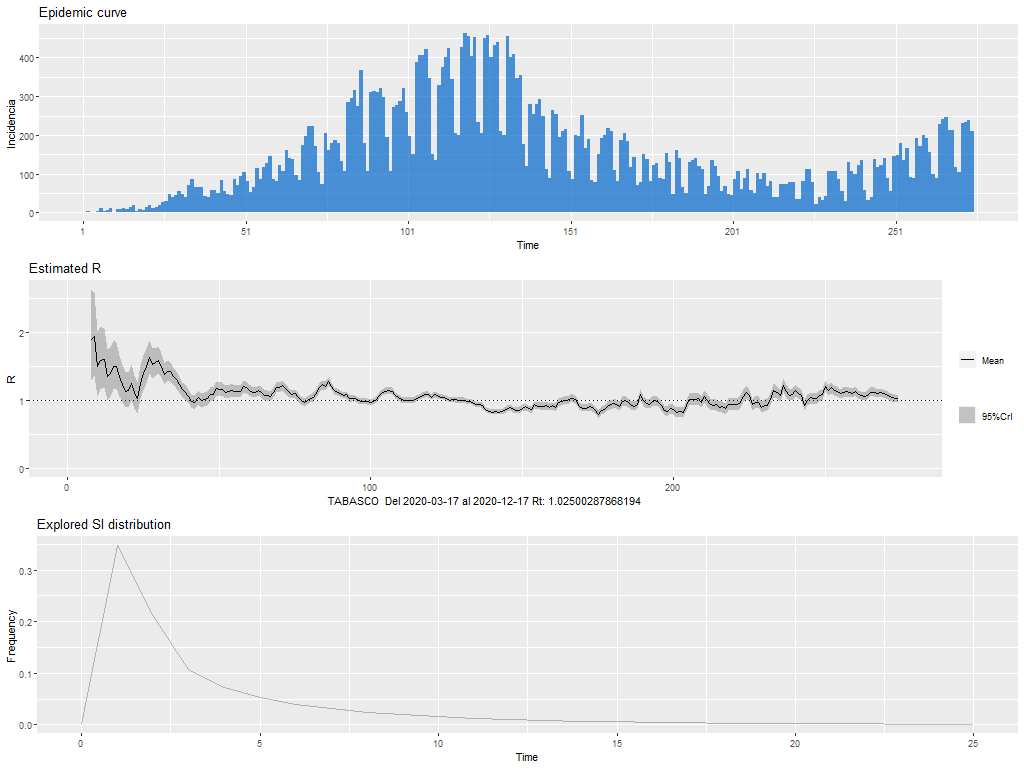 Epidemic curve
400
300
200
100
0
Incidencia
1
51
101
151
201
251
Time
Estimated R
2
1
0
R
Mean
95%CrI
0
100
200
TABASCO Del 2020-03-17 al 2020-12-17 Rt: 1.02500287868194
Explored SI distribution
0.3
0.2
0.1
0.0
Frequency
0
5
10
15
20
25
Time